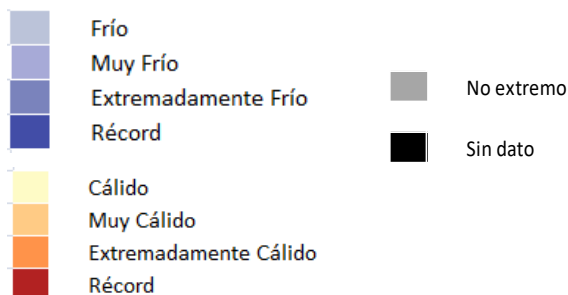 Frío
Muy Frío
Extremadamente Frío
Récord
Cálido
Muy Cálido
Extremadamente Cálido
Récord
No extremo
Sin dato